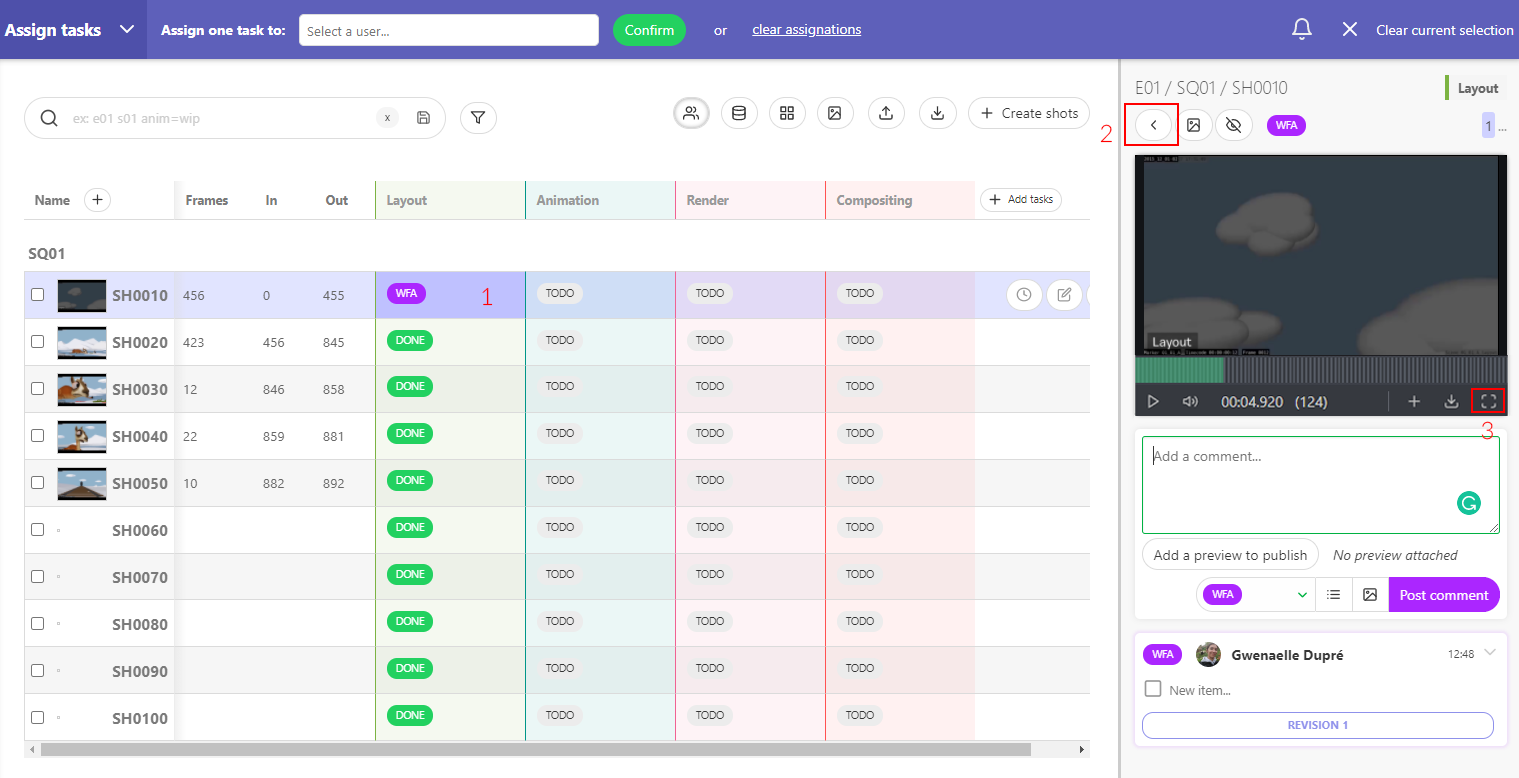 Assign tasks
Assign one task to:
Select a user...
Confirm
or
clear assignations
Clear current selection
ex: e01 s01 anim=wip
x
Create shots
E01 / SQ01 / SH0010
Layout
2
WFA
1 ...
Name
Frames In Out
Layout
Animation
Render
Compositing
Add tasks
SQ01
SH0010 456 0 455 WFA 1 TODO TODO TODO
SH0020 423 456 845 DONE TODO TODO TODO
SH0030 12 846 858 DONE TODO TODO TODO
SH0040 22 859 881 DONE TODO TODO TODO
SH0050 10 882 892 DONE TODO TODO TODO
SH0060 DONE TODO TODO TODO
SH0070 DONE TODO TODO TODO
SH0080 DONE TODO TODO TODO
SH0090 DONE TODO TODO TODO
SH0100 DONE TODO TODO TODO
Layout
00:04.920 (124)
3
Add a comment...
Add a preview to publish
No preview attached
WFA
Post comment
WFA
Gwenaelle Dupré
12:48
New item...
REVISION 1